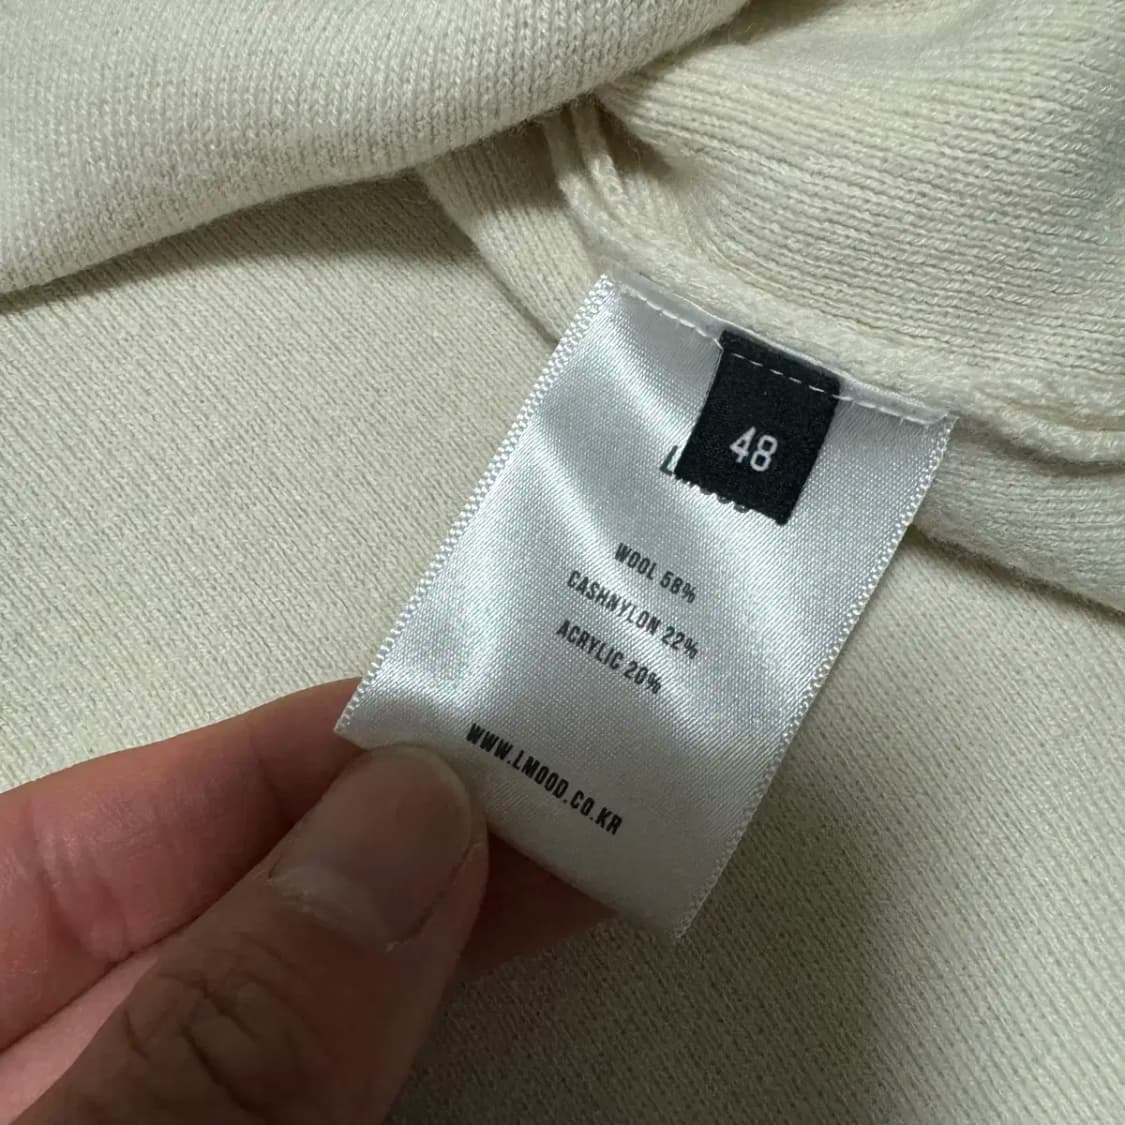 48
WOOL 58%
CASHNYLON 22%
ACRYLIC 20%
WWW.LMOOD.CO.KR